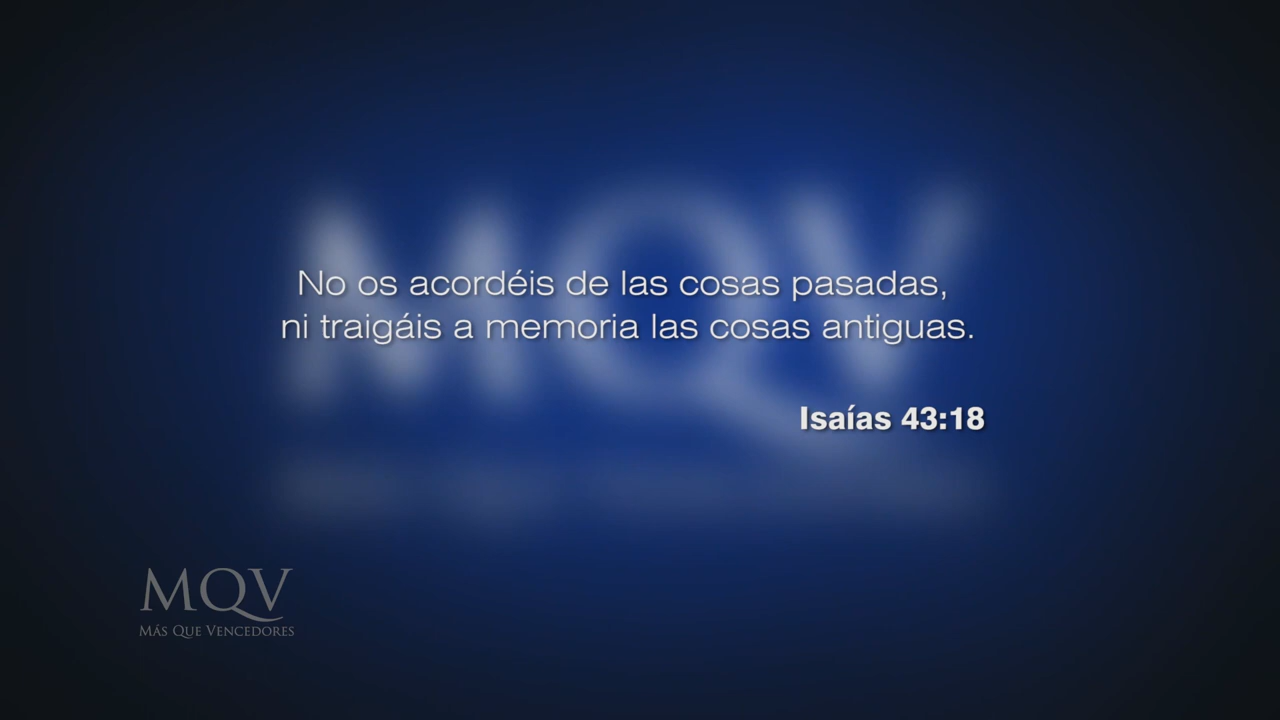 No os acordéis de las cosas pasadas,
ni traigáis a memoria las cosas antiguas.
Isaías 43:18
MQV
MQV
MÁS QUE VENCEDORES